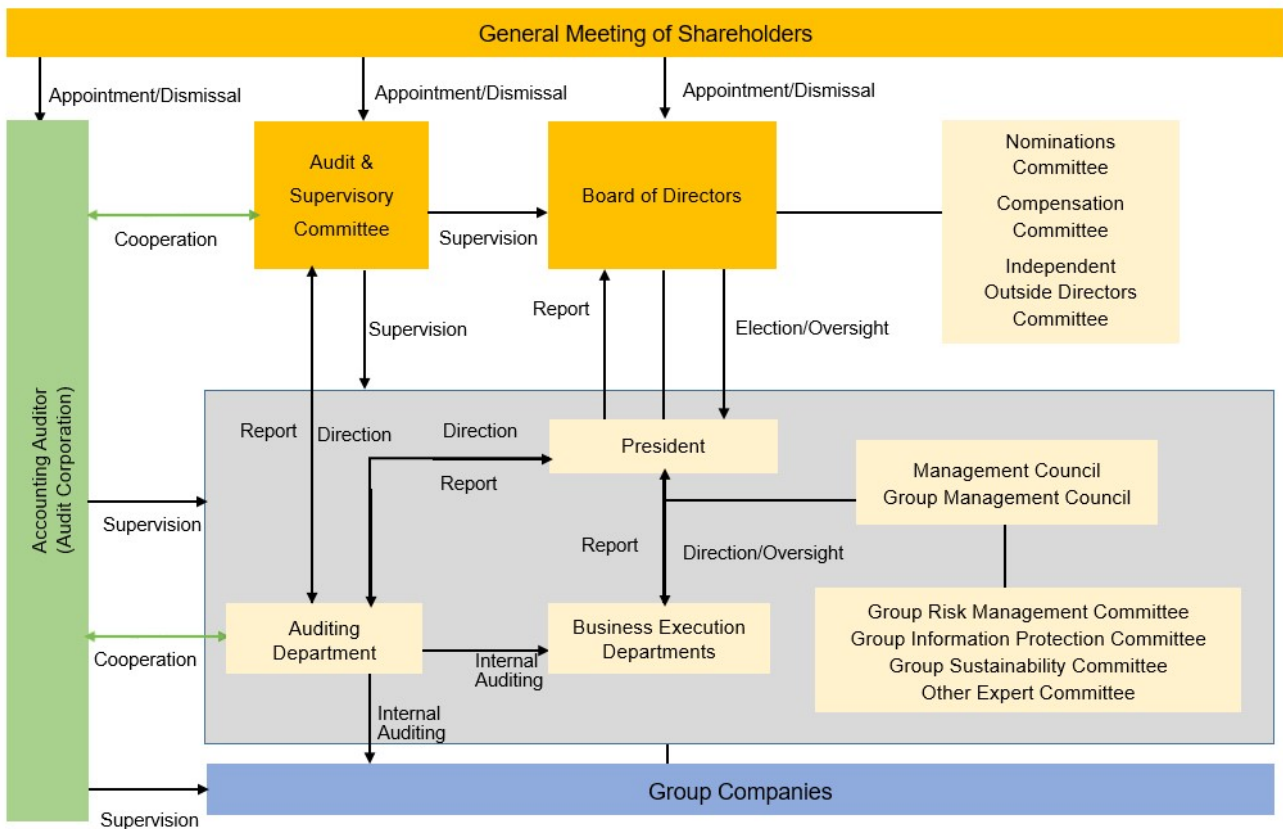 General Meeting of Shareholders
Appointment/Dismissal
Appointment/Dismissal
Appointment/Dismissal
Audit &
Supervisory
Committee
Board of Directors
Nominations
Committee
Compensation
Committee
Independent
Outside Directors
Committee
Cooperation
Supervision
Report
Supervision
Election/Oversight
Accounting Auditor
(Audit Corporation)
Report
Direction
Direction
Report
President
Management Council
Group Management Council
Supervision
Report
Direction/Oversight
Auditing
Department
Business Execution
Departments
Group Risk Management Committee
Group Information Protection Committee
Group Sustainability Committee
Other Expert Committee
Cooperation
Internal
Auditing
Internal
Auditing
Group Companies
Supervision